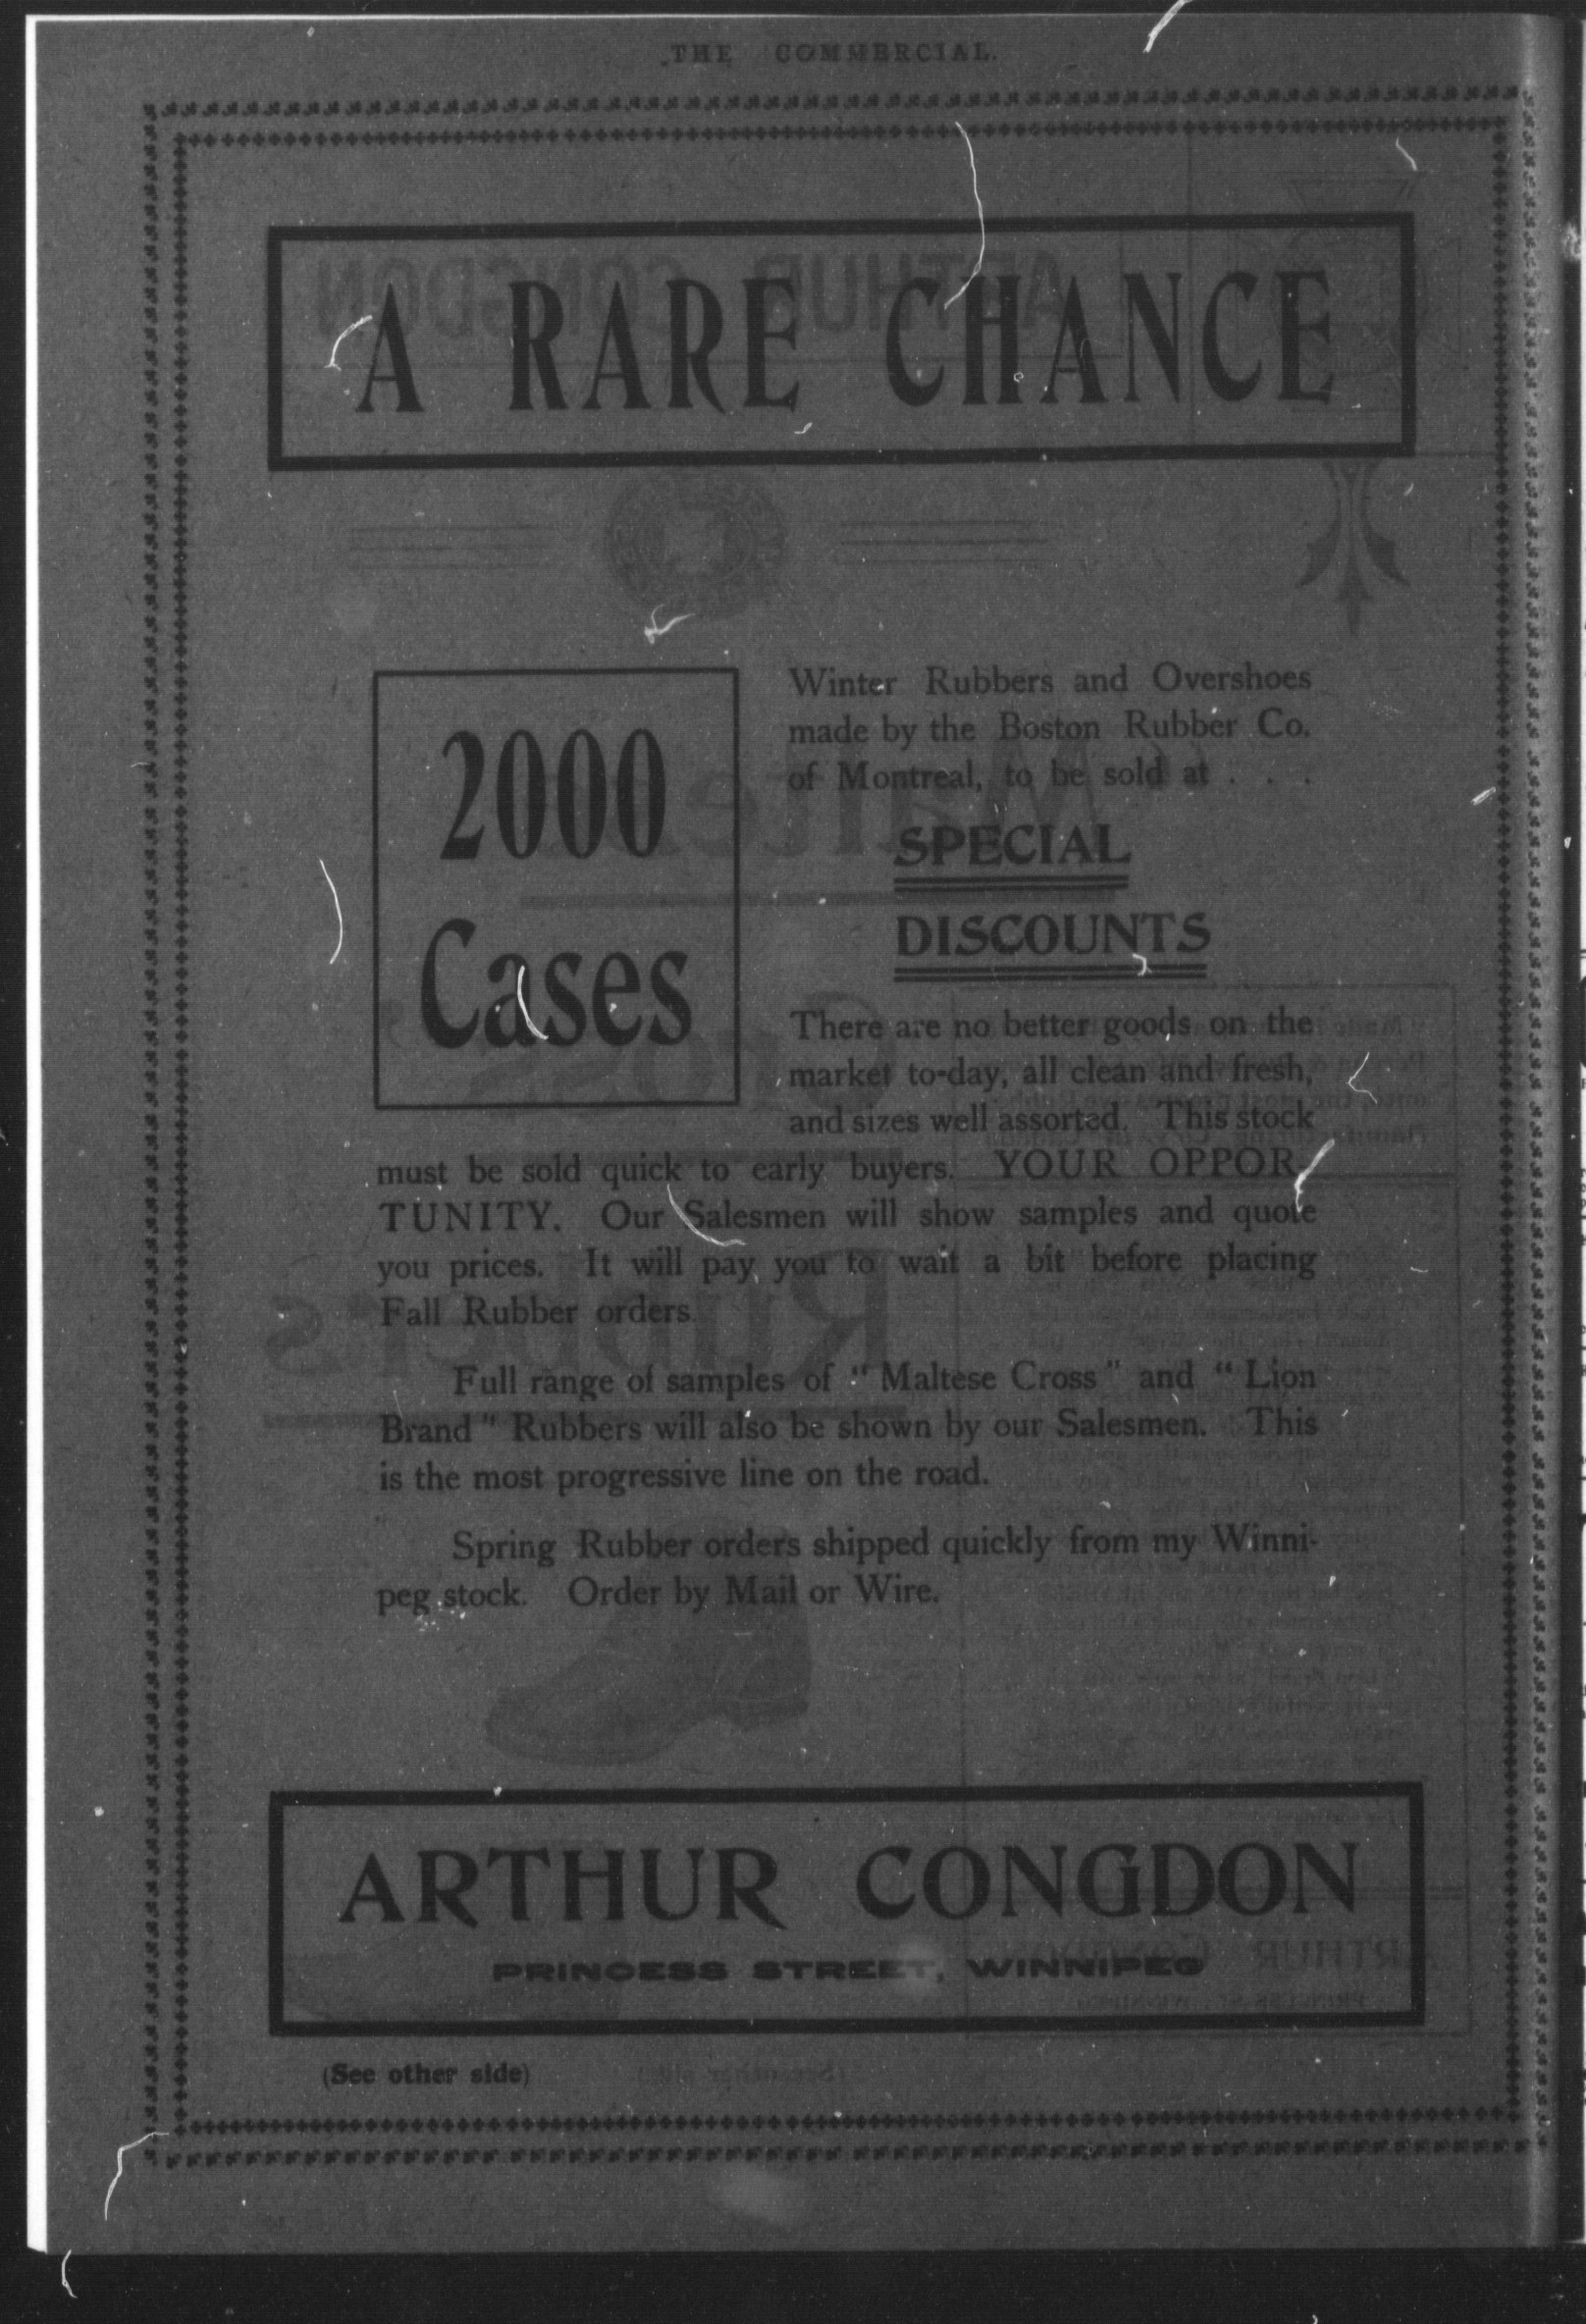 THE COMMERCIAL.
A RARE CHANCE
2000
Cases
Winter Rubbers and Overshoes
made by the Boston Rubber Co.
of Montreal, to be sold at . . .
SPECIAL
DISCOUNTS
There are no better goods on the
market to-day, all clean and fresh,
and sizes well assorted. This stock
must be sold quick to early buyers. YOUR OPPOR-
TUNITY. Our Salesmen will show samples and quote
you prices. It will pay you to wait a bit before placing
Fall Rubber orders.
Full range of samples of "Maltese Cross" and "Lion
Brand" Rubbers will also be shown by our Salesmen. This
is the most progressive line on the road.
Spring Rubber orders shipped quickly from my Winni-
peg stock. Order by Mail or Wire.
ARTHUR CONGDON
PRINCESS STREET, WINNIPEG
(See other side)